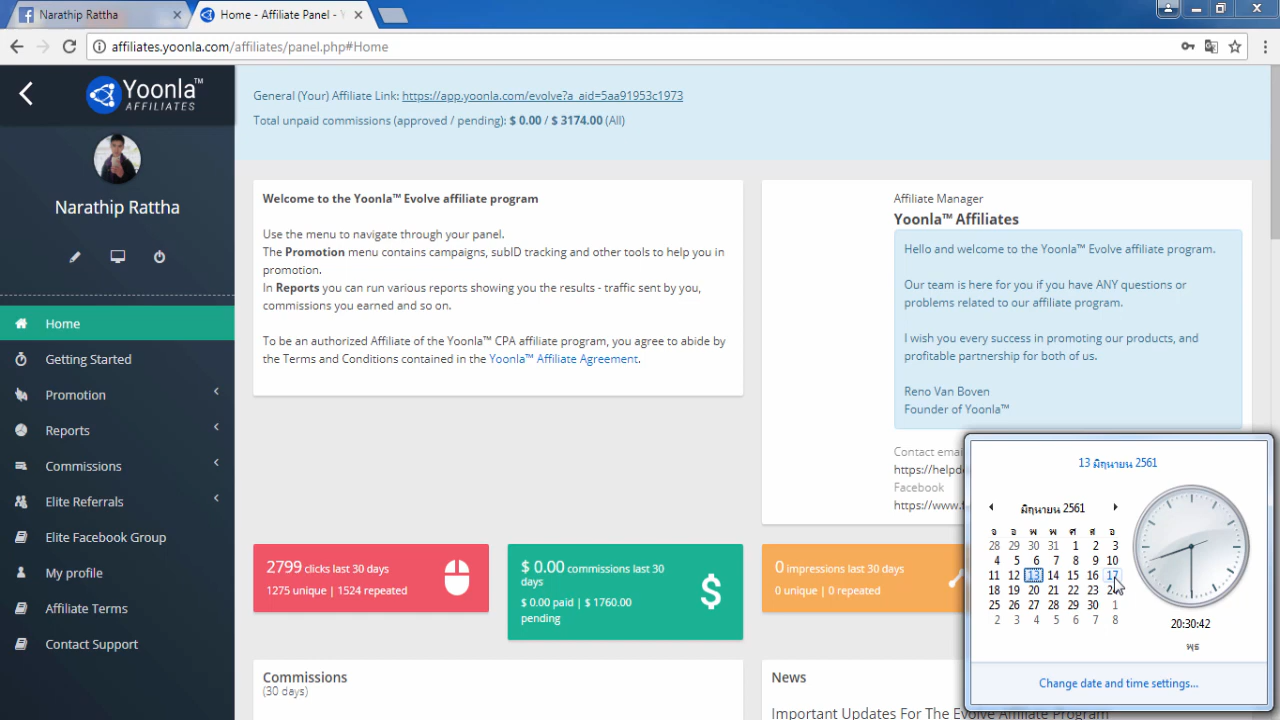 Narathip Rattha
Home - Affiliate Panel - Y
affiliates.yoonla.com/affiliates/panel.php#Home
Yoonla™
AFFILIATES
Narathip Rattha
Home
Getting Started
Promotion
Reports
Commissions
Elite Referrals
Elite Facebook Group
My profile
Affiliate Terms
Contact Support
General (Your) Affiliate Link: https://app.yoonla.com/evolve?a_aid=5aa91953c1973
Total unpaid commissions (approved / pending): $ 0.00 / $ 3174.00 (All)
Welcome to the Yoonla™ Evolve affiliate program
Use the menu to navigate through your panel.
The Promotion menu contains campaigns, subID tracking and other tools to help you in
promotion.
In Reports you can run various reports showing you the results - traffic sent by you,
commissions you earned and so on.
To be an authorized Affiliate of the Yoonla™ CPA affiliate program, you agree to abide by
the Terms and Conditions contained in the Yoonla™ Affiliate Agreement.
Affiliate Manager
Yoonla™ Affiliates
Hello and welcome to the Yoonla™ Evolve affiliate program.
Our team is here for you if you have ANY questions or
problems related to our affiliate program.
I wish you every success in promoting our products, and
profitable partnership for both of us.
Reno Van Boven
Founder of Yoonla™
Contact emai
https://helpd
Facebook
https://www.f
2799 clicks last 30 days
1275 unique | 1524 repeated
$ 0.00 commissions last 30
days
$ 0.00 paid | $ 1760.00
pending
0 impressions last 30 days
0 unique | 0 repeated
Commissions
(30 days)
News
Important Updates For The Evolve Affiliate Program
13 มิถุนายน 2561
มิถุนายน 2561
จ อ พ พ ศ ส อ
28 29 30 31 1 2 3
4 5 6 7 8 9 10
11 12 13 14 15 16 17
18 19 20 21 22 23 24
25 26 27 28 29 30 1
2 3 4 5 6 7 8
20:30:42
พุธ
Change date and time settings...